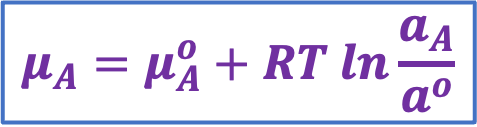 μ_A = μ_A^o + RT ln a_A/a^o